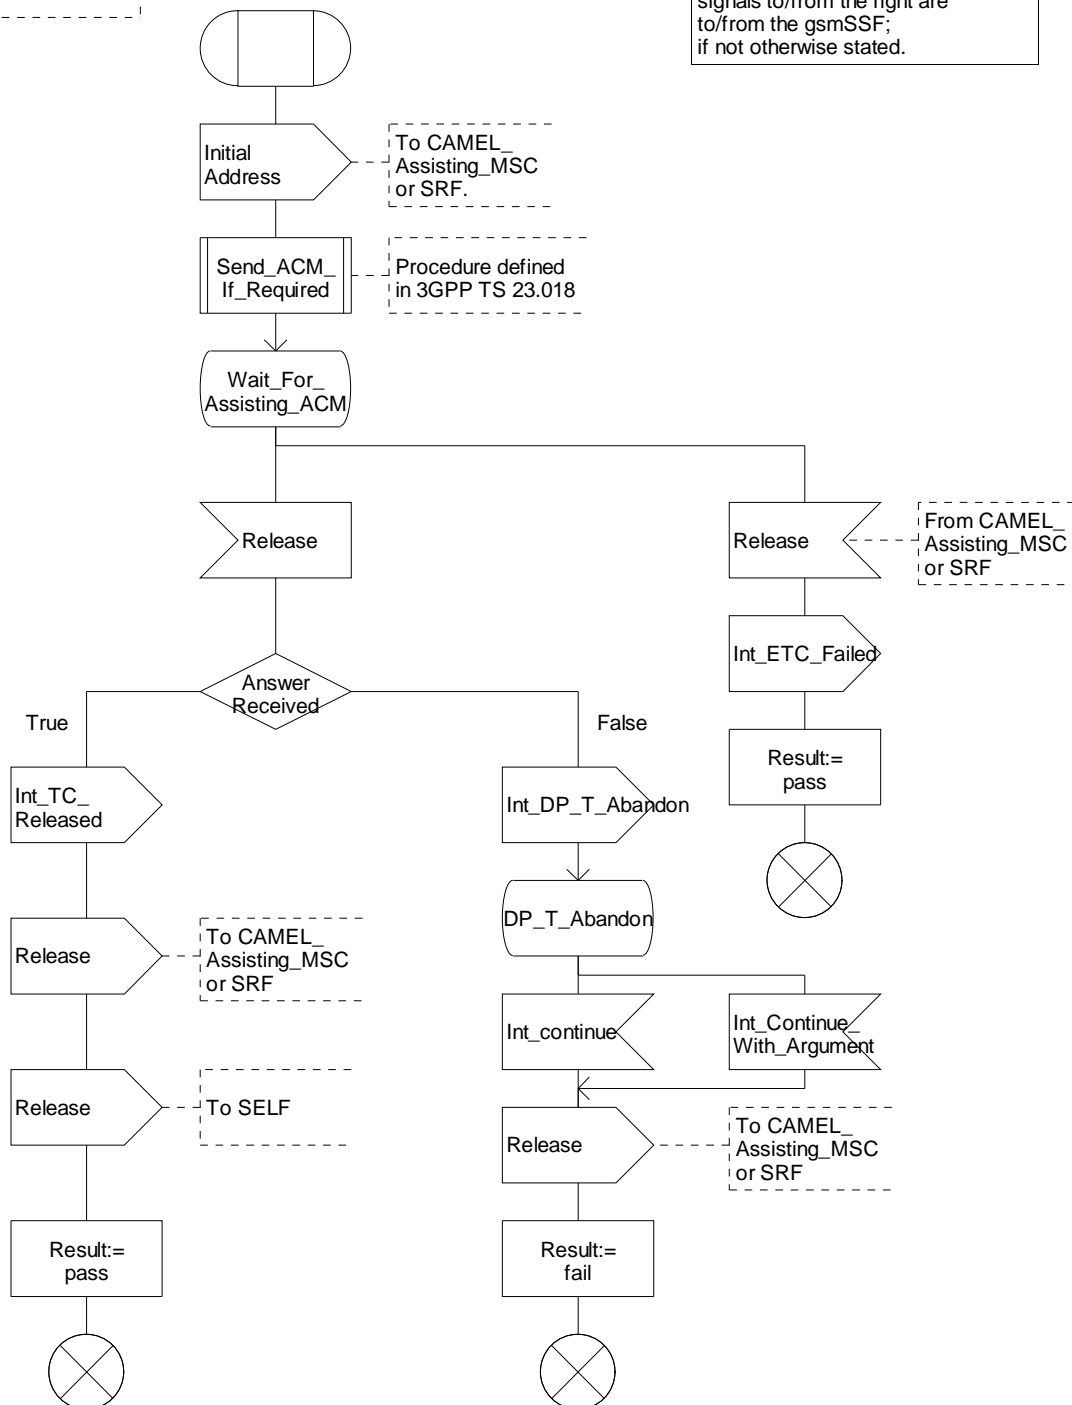 signals to/from the right are
to/from the gsmSSF;
if not otherwise stated.
Initial
Address
To CAMEL_
Assisting_MSC
or SRF.
Send_ACM_
If_Required
Procedure defined
in 3GPP TS 23.018
Wait_For_
Assisting_ACM
Release
Release
From CAMEL_
Assisting_MSC
or SRF
Int_ETC_Failed
Answer
Received
True
False
Result:=
pass
Int_TC_
Released
Int_DP_T_Abandon
DP_T_Abandon
Release
To CAMEL_
Assisting_MSC
or SRF
Int_continue
Int_Continue_
With_Argument
Release
To SELF
Release
To CAMEL_
Assisting_MSC
or SRF
Result:=
pass
Result:=
fail